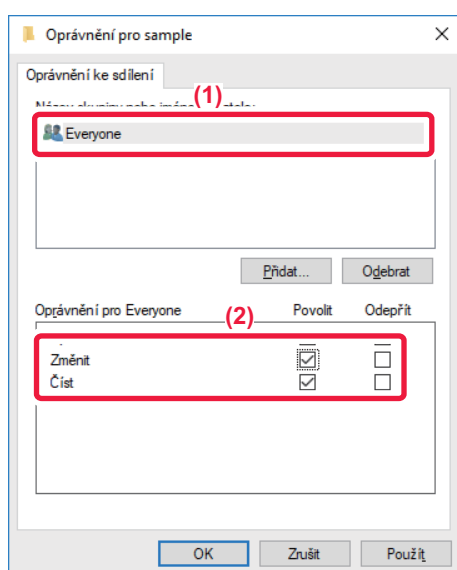 Oprávnění pro sample
Oprávnění ke sdílení
(1)
Everyone
Přidat...
Odebrat
Oprávnění pro Everyone
(2)
Povolit
Odepřít
Změnit
Číst
OK
Zrušit
Použít